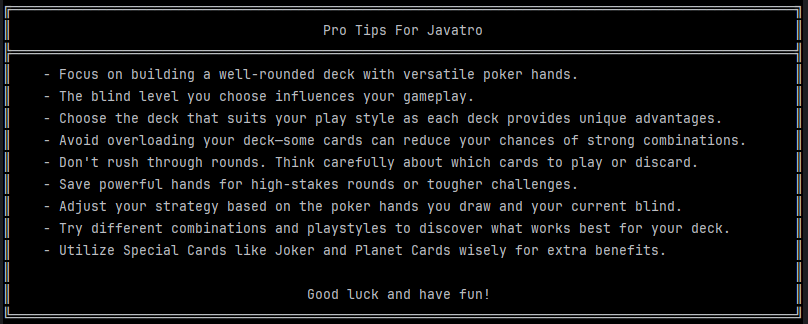 Pro Tips For Javatro
- Focus on building a well-rounded deck with versatile poker hands.
- The blind level you choose influences your gameplay.
- Choose the deck that suits your play style as each deck provides unique advantages.
- Avoid overloading your deck—some cards can reduce your chances of strong combinations.
- Don't rush through rounds. Think carefully about which cards to play or discard.
- Save powerful hands for high-stakes rounds or tougher challenges.
- Adjust your strategy based on the poker hands you draw and your current blind.
- Try different combinations and playstyles to discover what works best for your deck.
- Utilize Special Cards like Joker and Planet Cards wisely for extra benefits.
Good luck and have fun!